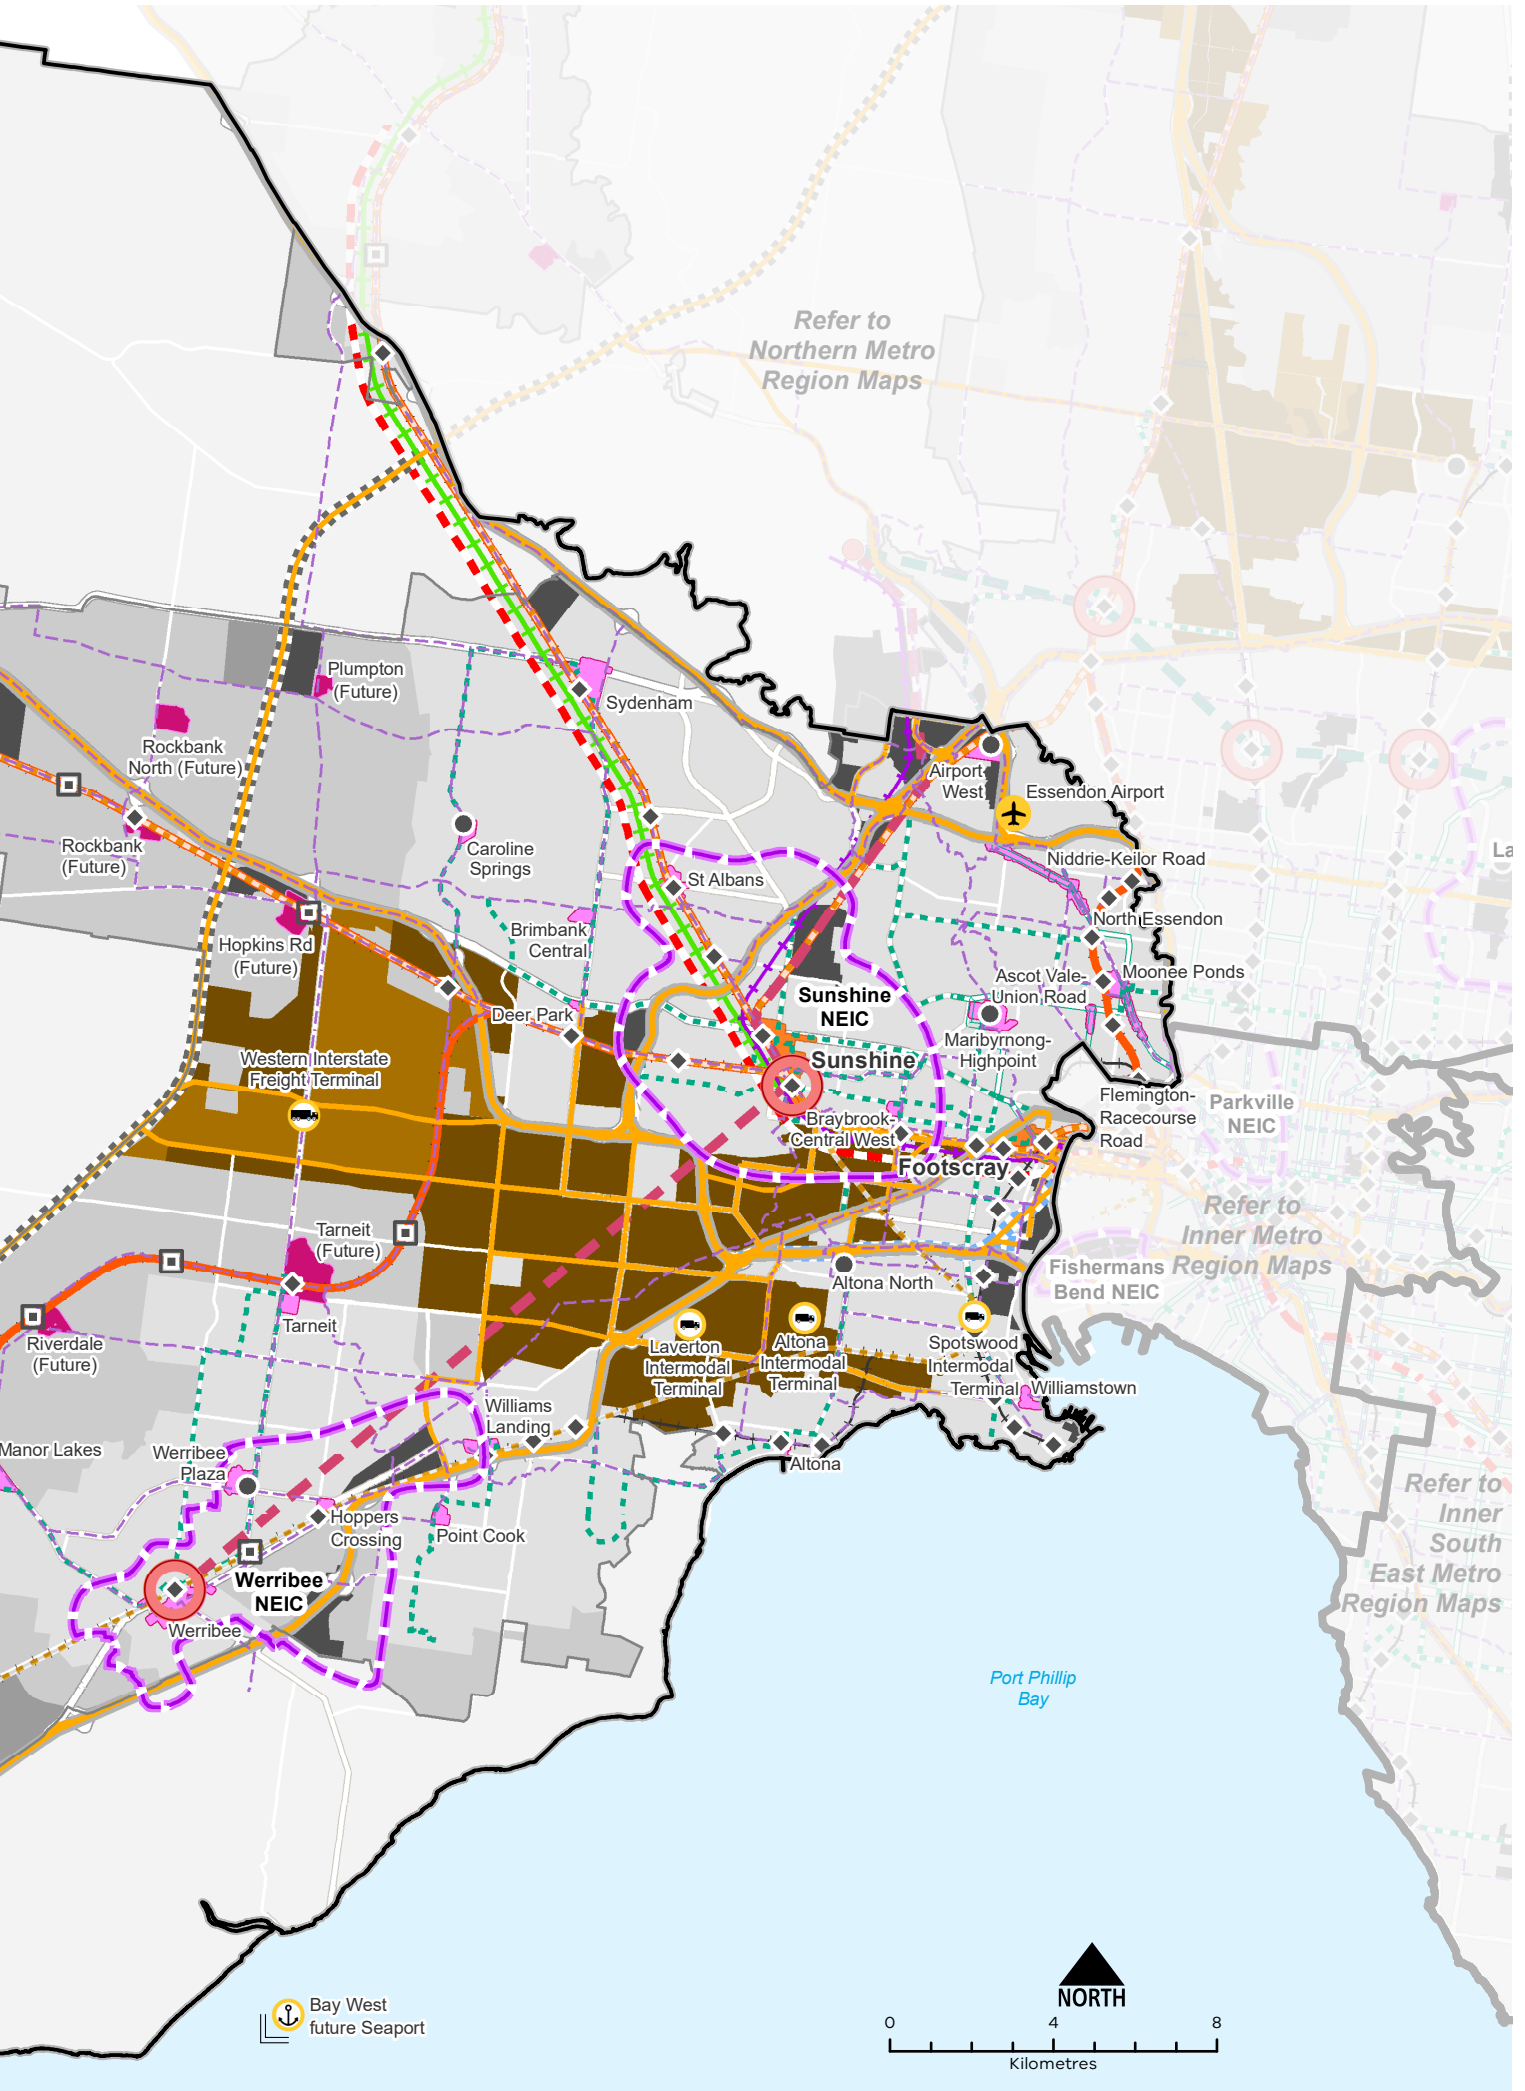 Refer to
Northern Metro
Region Maps
Plumpton
(Future)
Sydenham
Rockbank
North (Future)
Airport
West
Essendon Airport
Rockbank
(Future)
Caroline
Springs
La
Niddrie-Keilor Road
St Albans
North Essendon
Brimbank
Central
Hopkins Rd
(Future)
Ascot Vale-
Union Road
Moonee Ponds
Sunshine
NEIC
Deer Park
Maribyrnong-
Highpoint
Sunshine
Western Interstate
Freight Terminal
Flemington-
Racecourse
Road
Parkville
NEIC
Braybrook-
Central West
Footscray
Refer to
Inner Metro
Region Maps
Tarneit
(Future)
Altona North
Fishermans
Bend NEIC
Tarneit
Riverdale
(Future)
Laverton
Intermodal
Terminal
Altona
Intermodal
Terminal
Spotswood
Intermodal
Terminal
Williamstown
Williams
Landing
Manor Lakes
Werribee
Plaza
Altona
Refer to
Inner
South
East Metro
Region Maps
Hoppers
Crossing
Point Cook
Werribee
NEIC
Werribee
Port Phillip
Bay
NORTH
Bay West
future Seaport
0 4 8
Kilometres